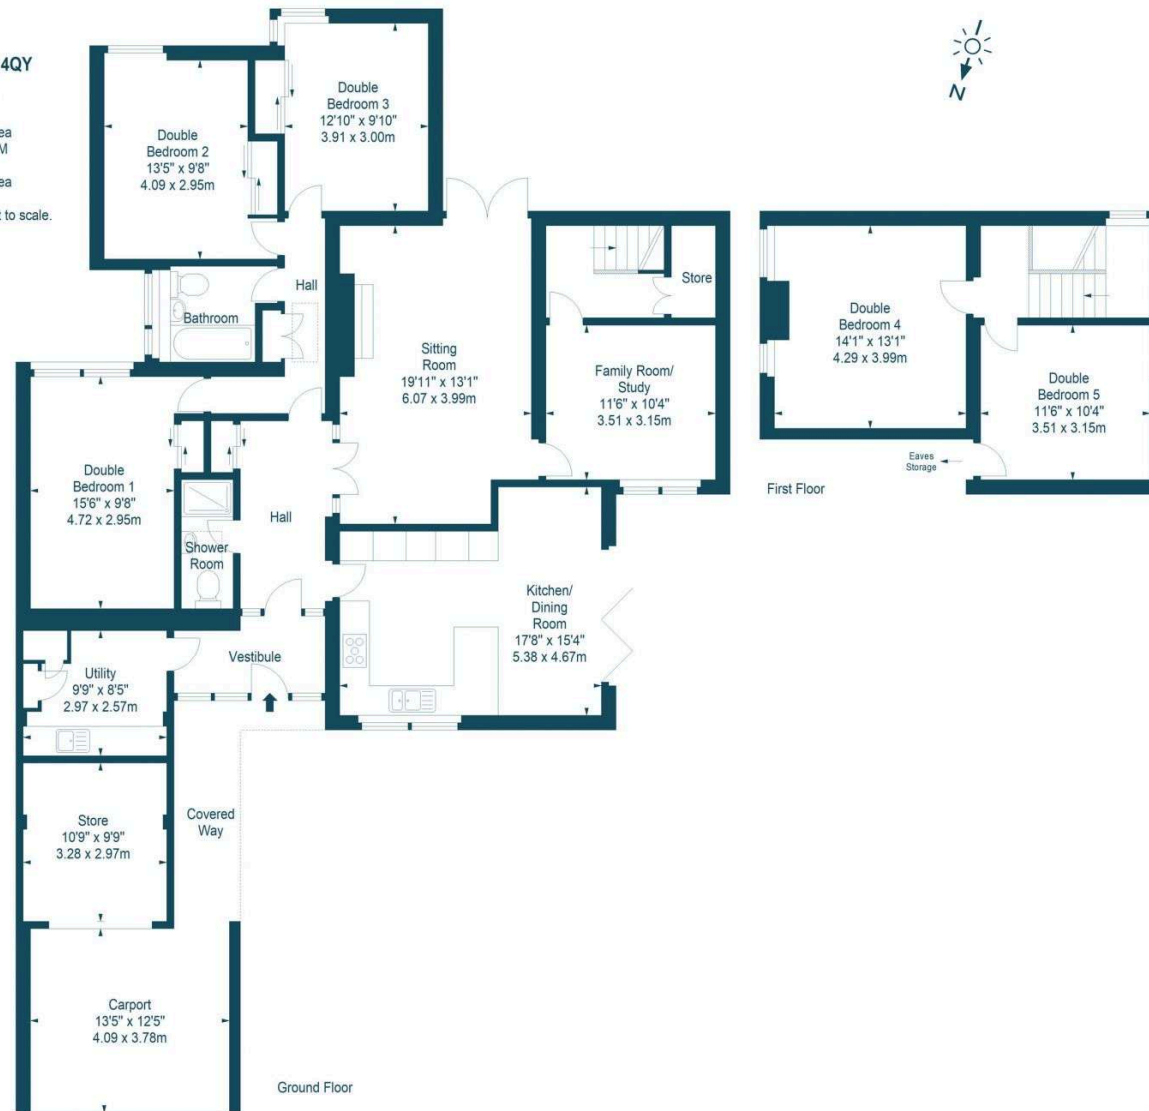 4QY
ea
M
ea
t to scale.
N
Double
Bedroom 3
12'10" x 9'10"
3.91 x 3.00m
Double
Bedroom 2
13'5" x 9'8"
4.09 x 2.95m
Hall
Bathroom
Store
Sitting
Room
19'11" x 13'1"
6.07 x 3.99m
Family Room/
Study
11'6" x 10'4"
3.51 x 3.15m
Double
Bedroom 4
14'1" x 13'1"
4.29 x 3.99m
Double
Bedroom 5
11'6" x 10'4"
3.51 x 3.15m
Eaves
Storage
First Floor
Double
Bedroom 1
15'6" x 9'8"
4.72 x 2.95m
Hall
Shower
Room
Kitchen/
Dining
Room
17'8" x 15'4"
5.38 x 4.67m
Vestibule
Utility
9'9" x 8'5"
2.97 x 2.57m
Store
10'9" x 9'9"
3.28 x 2.97m
Covered
Way
Carport
13'5" x 12'5"
4.09 x 3.78m
Ground Floor